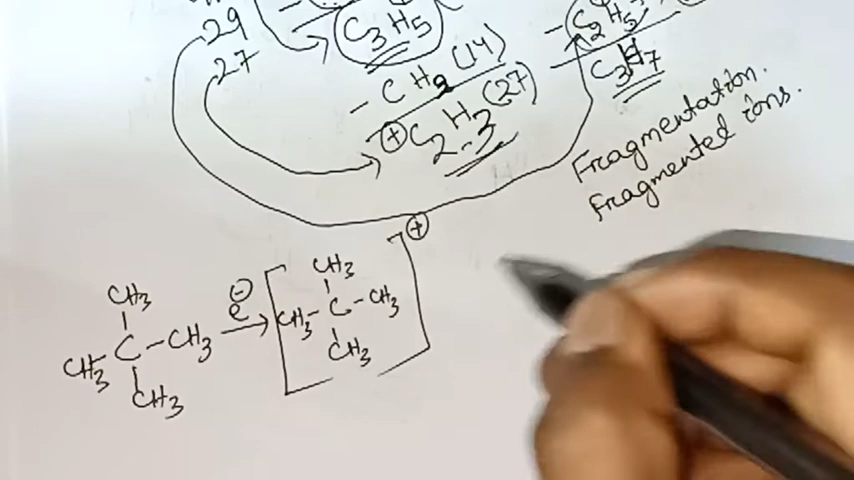 29
27
C3H5
- CH2 (14)
⊕C2H3 (27)
- C2H5
C3H7
Fragmentation.
fragmented ions.
CH3
CH3 - C - CH3
CH3
e⊖
[CH3
CH3 - C - CH3
CH3]⊕